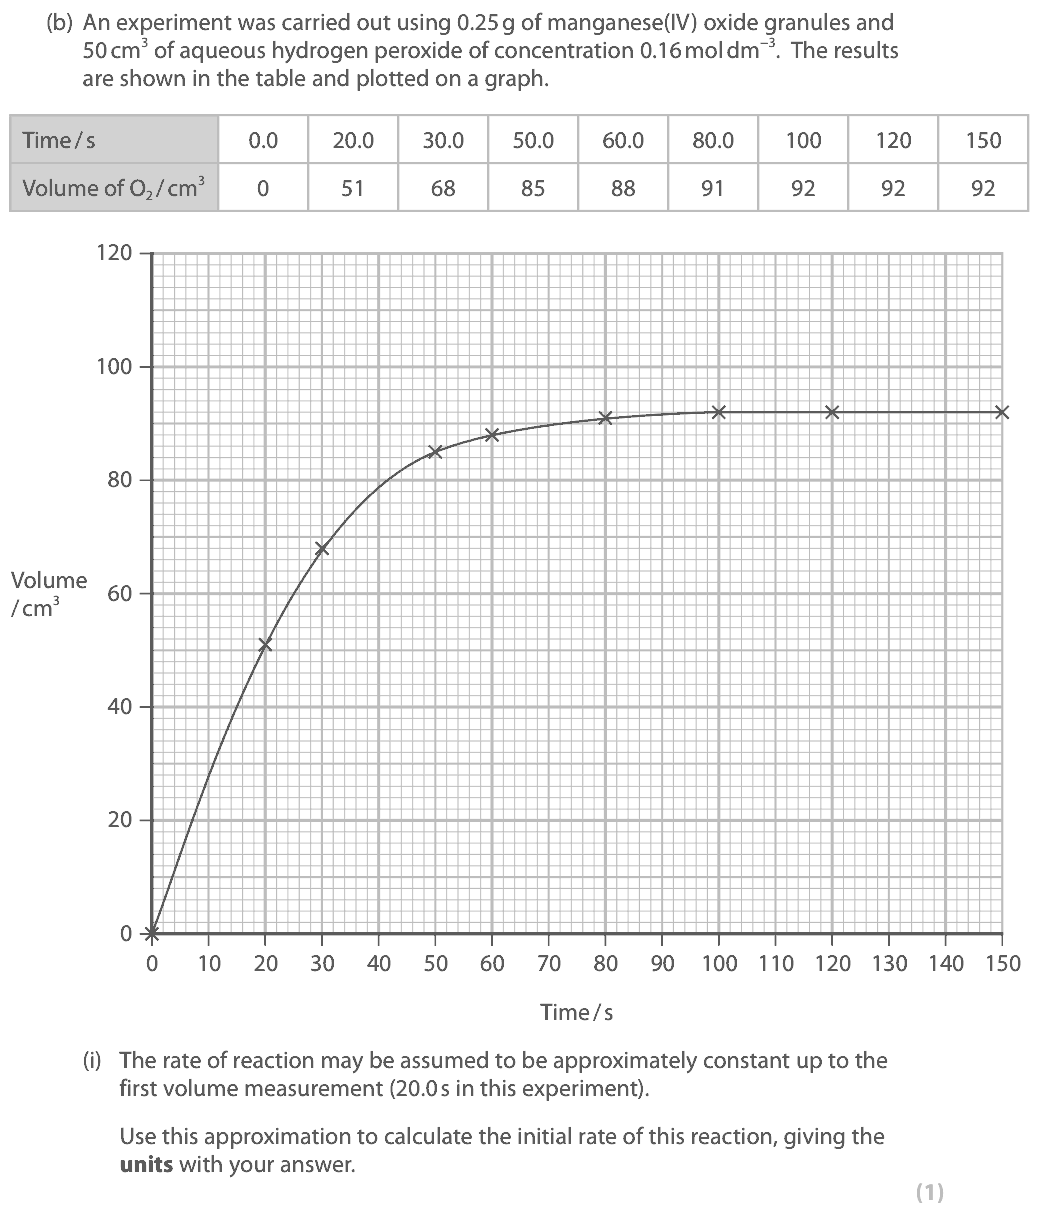 (b) An experiment was carried out using 0.25 g of manganese(IV) oxide granules and
50 cm³ of aqueous hydrogen peroxide of concentration 0.16 mol dm⁻³. The results
are shown in the table and plotted on a graph.
Time / s 0.0 20.0 30.0 50.0 60.0 80.0 100 120 150
Volume of O₂ / cm³ 0 51 68 85 88 91 92 92 92
120
100
80
Volume
/ cm³
60
40
20
0
0 10 20 30 40 50 60 70 80 90 100 110 120 130 140 150
Time / s
(i) The rate of reaction may be assumed to be approximately constant up to the
first volume measurement (20.0 s in this experiment).
Use this approximation to calculate the initial rate of this reaction, giving the
units with your answer.
(1)